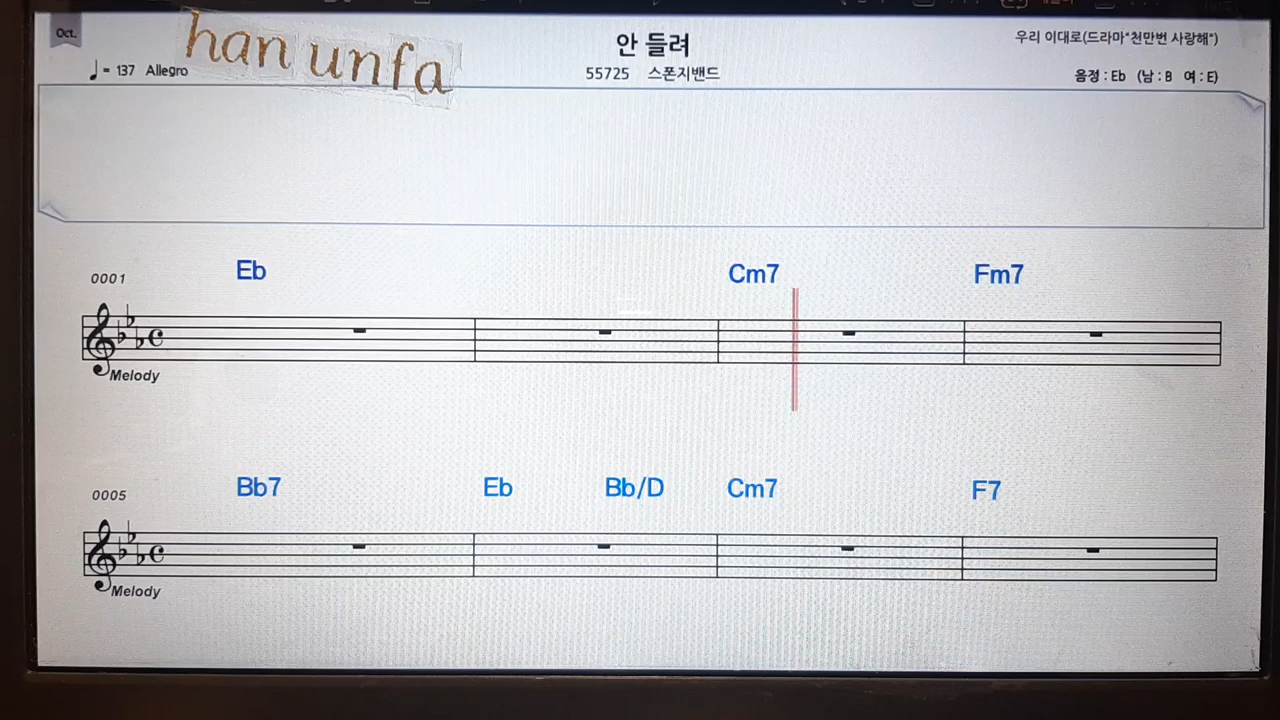 Oct.
han unfa
안 들려
우리 이대로(드라마"천만번 사랑해")
♩= 137 Allegro
55725 스폰지밴드
음정 : Eb (남 : B 여 : E)
0001
Eb Cm7 Fm7
Melody
0005
Bb7 Eb Bb/D Cm7 F7
Melody